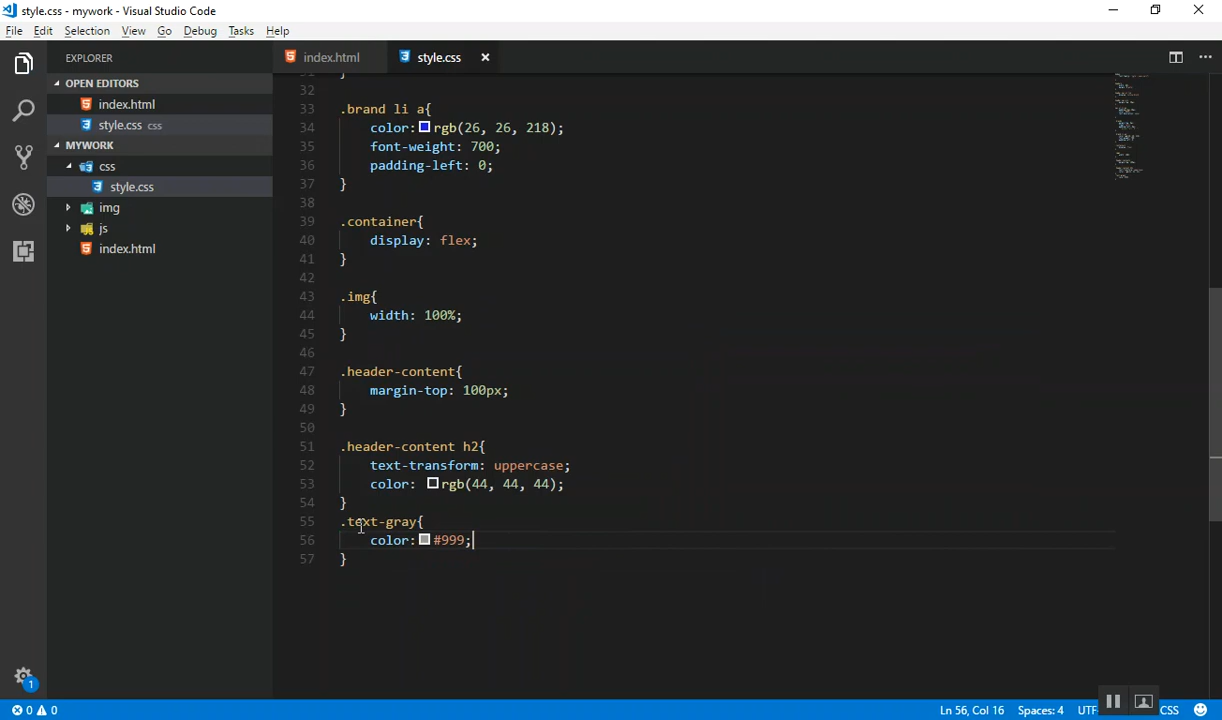 style.css - mywork - Visual Studio Code
File Edit Selection View Go Debug Tasks Help
EXPLORER
OPEN EDITORS
index.html
style.css css
MYWORK
css
style.css
img
js
index.html
index.html style.css
32
33 .brand li a{
34 color: rgb(26, 26, 218);
35 font-weight: 700;
36 padding-left: 0;
37 }
38
39 .container{
40 display: flex;
41 }
42
43 .img{
44 width: 100%;
45 }
46
47 .header-content{
48 margin-top: 100px;
49 }
50
51 .header-content h2{
52 text-transform: uppercase;
53 color: rgb(44, 44, 44);
54 }
55 .text-gray{
56 color: #999;
57 }
1
0 0 Ln 56, Col 16 Spaces: 4 UTF- CSS